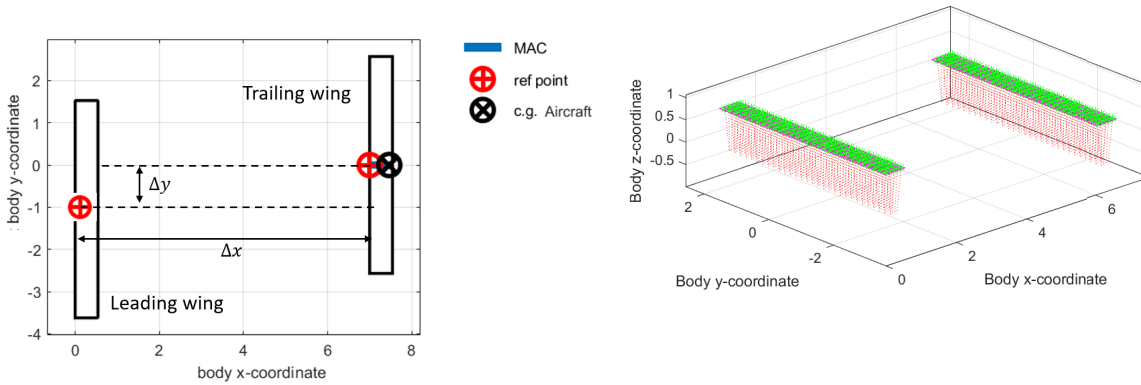 2
1
0
-1
-2
-3
-4
0
2
4
6
8
: body y-coordinate
body x-coordinate
Trailing wing
Δy
Δx
Leading wing
MAC
ref point
c.g. Aircraft
1
0.5
0
-0.5
Body z-coordinate
2
0
-2
Body y-coordinate
0
2
4
6
Body x-coordinate